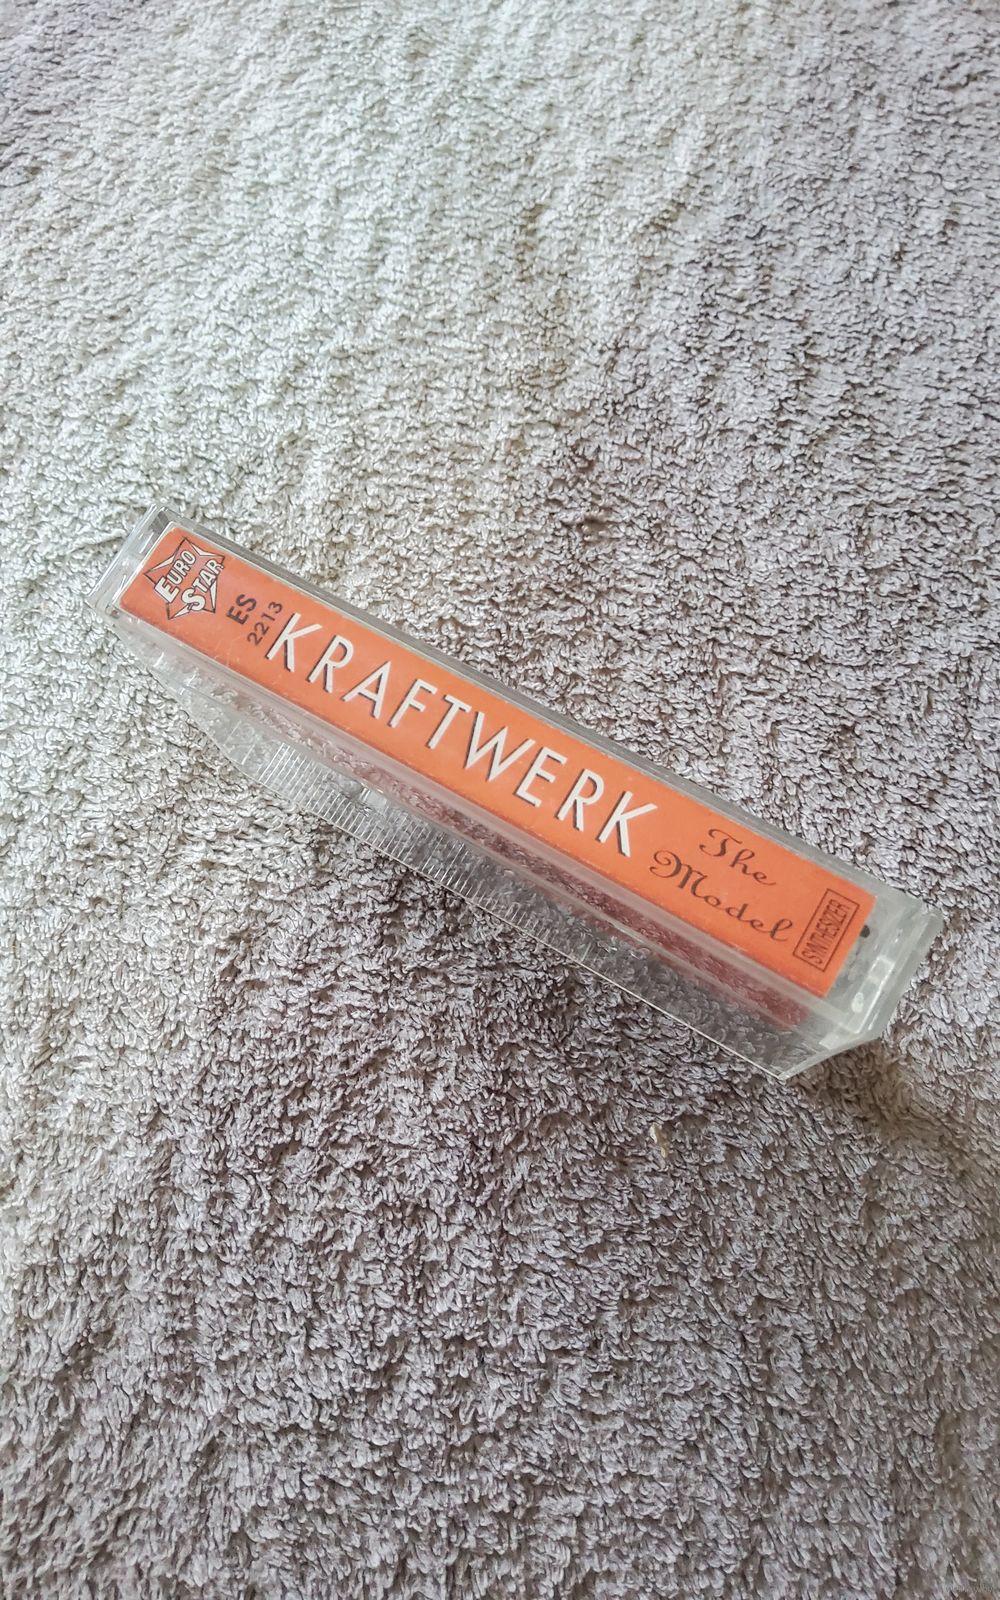 EURO
STAR
ES
2213
KRAFTWERK
The
Model
SYNTHESIZER